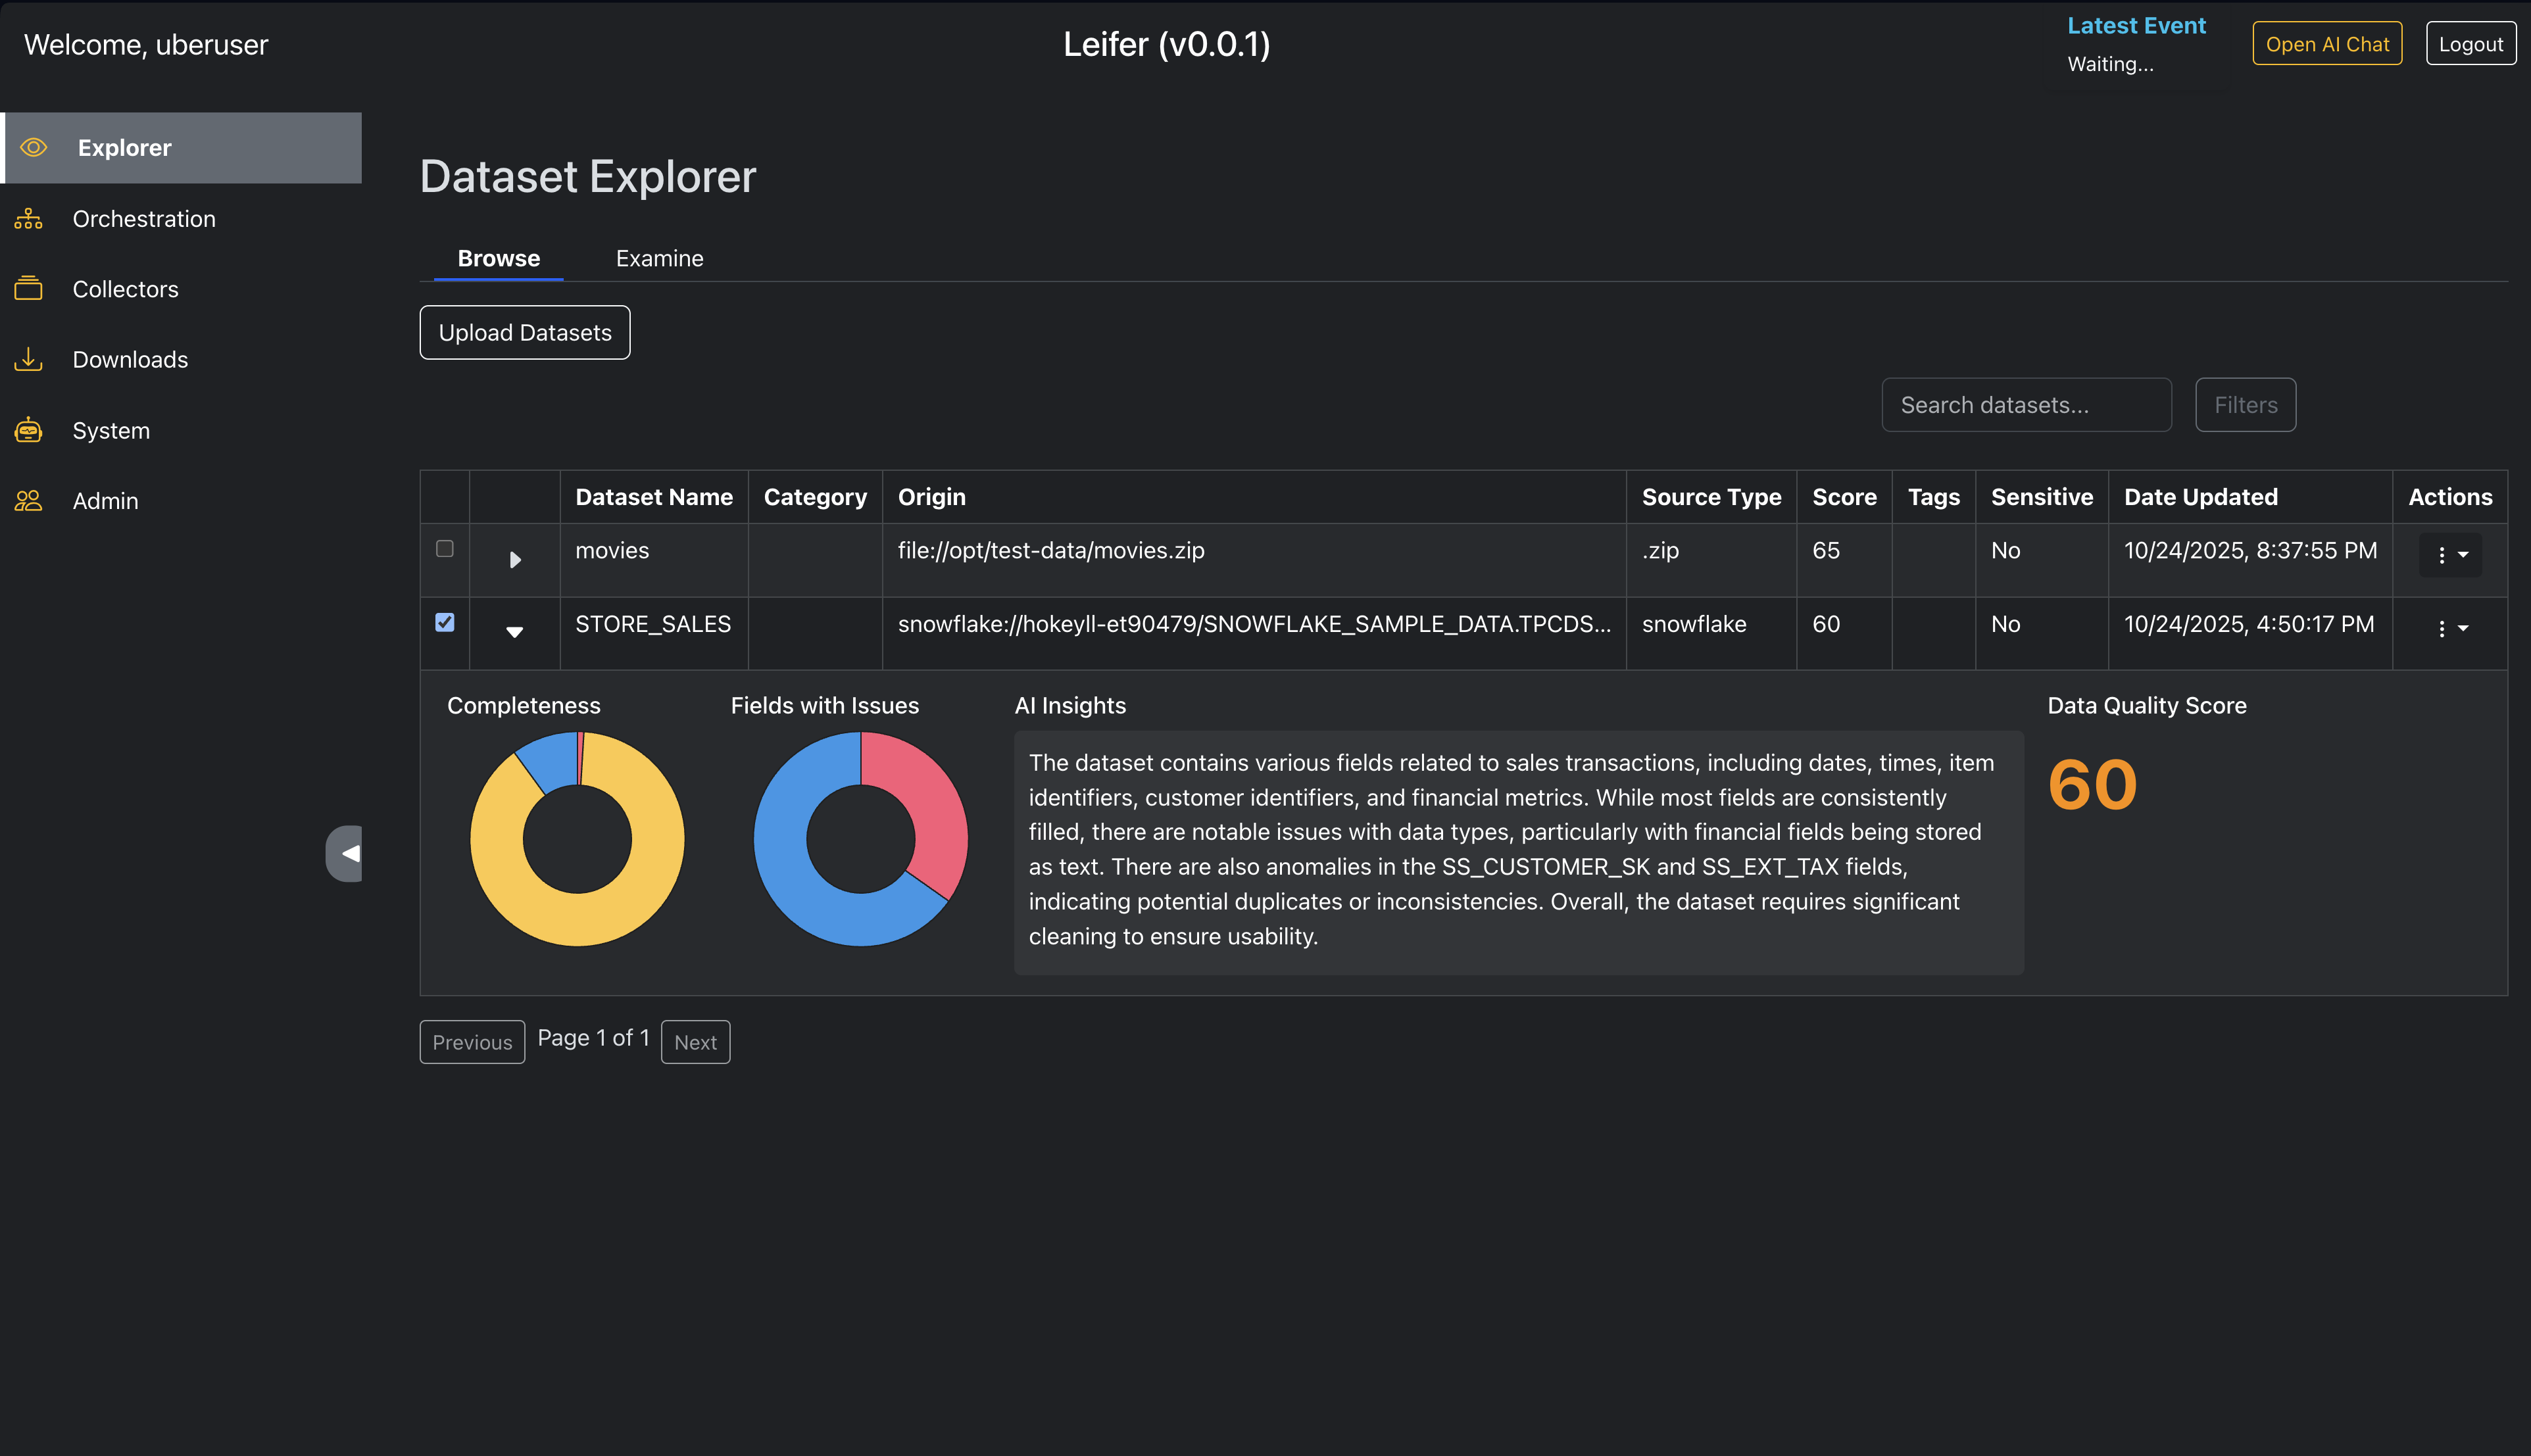 Welcome, uberuser
Leifer (v0.0.1)
Latest Event
Waiting...
Open AI Chat
Logout
Explorer
Orchestration
Collectors
Downloads
System
Admin
Dataset Explorer
Browse Examine
Upload Datasets
Search datasets...
Filters
Dataset Name Category Origin Source Type Score Tags Sensitive Date Updated Actions
movies file://opt/test-data/movies.zip .zip 65 No 10/24/2025, 8:37:55 PM
STORE_SALES snowflake://hokeyll-et90479/SNOWFLAKE_SAMPLE_DATA.TPCDS... snowflake 60 No 10/24/2025, 4:50:17 PM
Completeness
Fields with Issues
AI Insights
The dataset contains various fields related to sales transactions, including dates, times, item
identifiers, customer identifiers, and financial metrics. While most fields are consistently
filled, there are notable issues with data types, particularly with financial fields being stored
as text. There are also anomalies in the SS_CUSTOMER_SK and SS_EXT_TAX fields,
indicating potential duplicates or inconsistencies. Overall, the dataset requires significant
cleaning to ensure usability.
Data Quality Score
60
Previous Page 1 of 1 Next